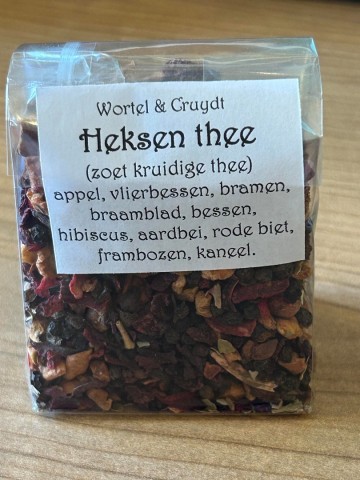 Wortel & Cruydt
Heksen thee
(zoet kruidige thee)
appel, vlierbessen, bramen,
braamblad, bessen,
hibiscus, aardbei, rode biet,
frambozen, kaneel.